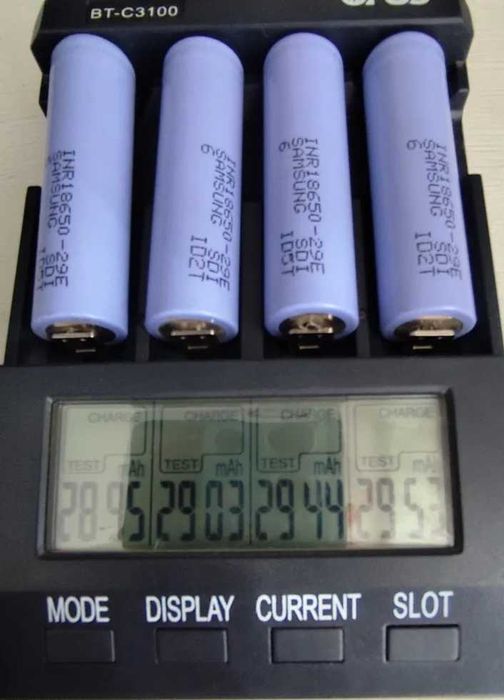 BT-C3100
INR18650-29E
SAMSUNG SDI
INR18650-29E
SAMSUNG SDI
6 ID2T
INR18650-29E
SAMSUNG SDI
6
INR18650-29E
SAMSUNG SDI
6 ID2T
CHARGE CHARGE CHARGE CHARGE
TEST mAh TEST mAh TEST mAh TEST mAh
2895 2903 2944 2953
MODE DISPLAY CURRENT SLOT